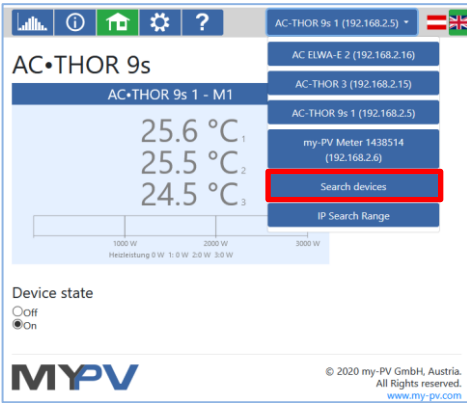 AC-THOR 9s 1 (192.168.2.5)
AC ELWA-E 2 (192.168.2.16)
AC-THOR 3 (192.168.2.15)
AC-THOR 9s 1 (192.168.2.5)
my-PV Meter 1438514
(192.168.2.6)
Search devices
IP Search Range
AC•THOR 9s
AC•THOR 9s 1 - M1
25.6 °C 1
25.5 °C 2
24.5 °C 3
1000 W 2000 W 3000 W
Heizleistung 0 W 1: 0 W 2:0 W 3:0 W
Device state
Off
On
MYPV
© 2020 my-PV GmbH, Austria.
All Rights reserved.
www.my-pv.com